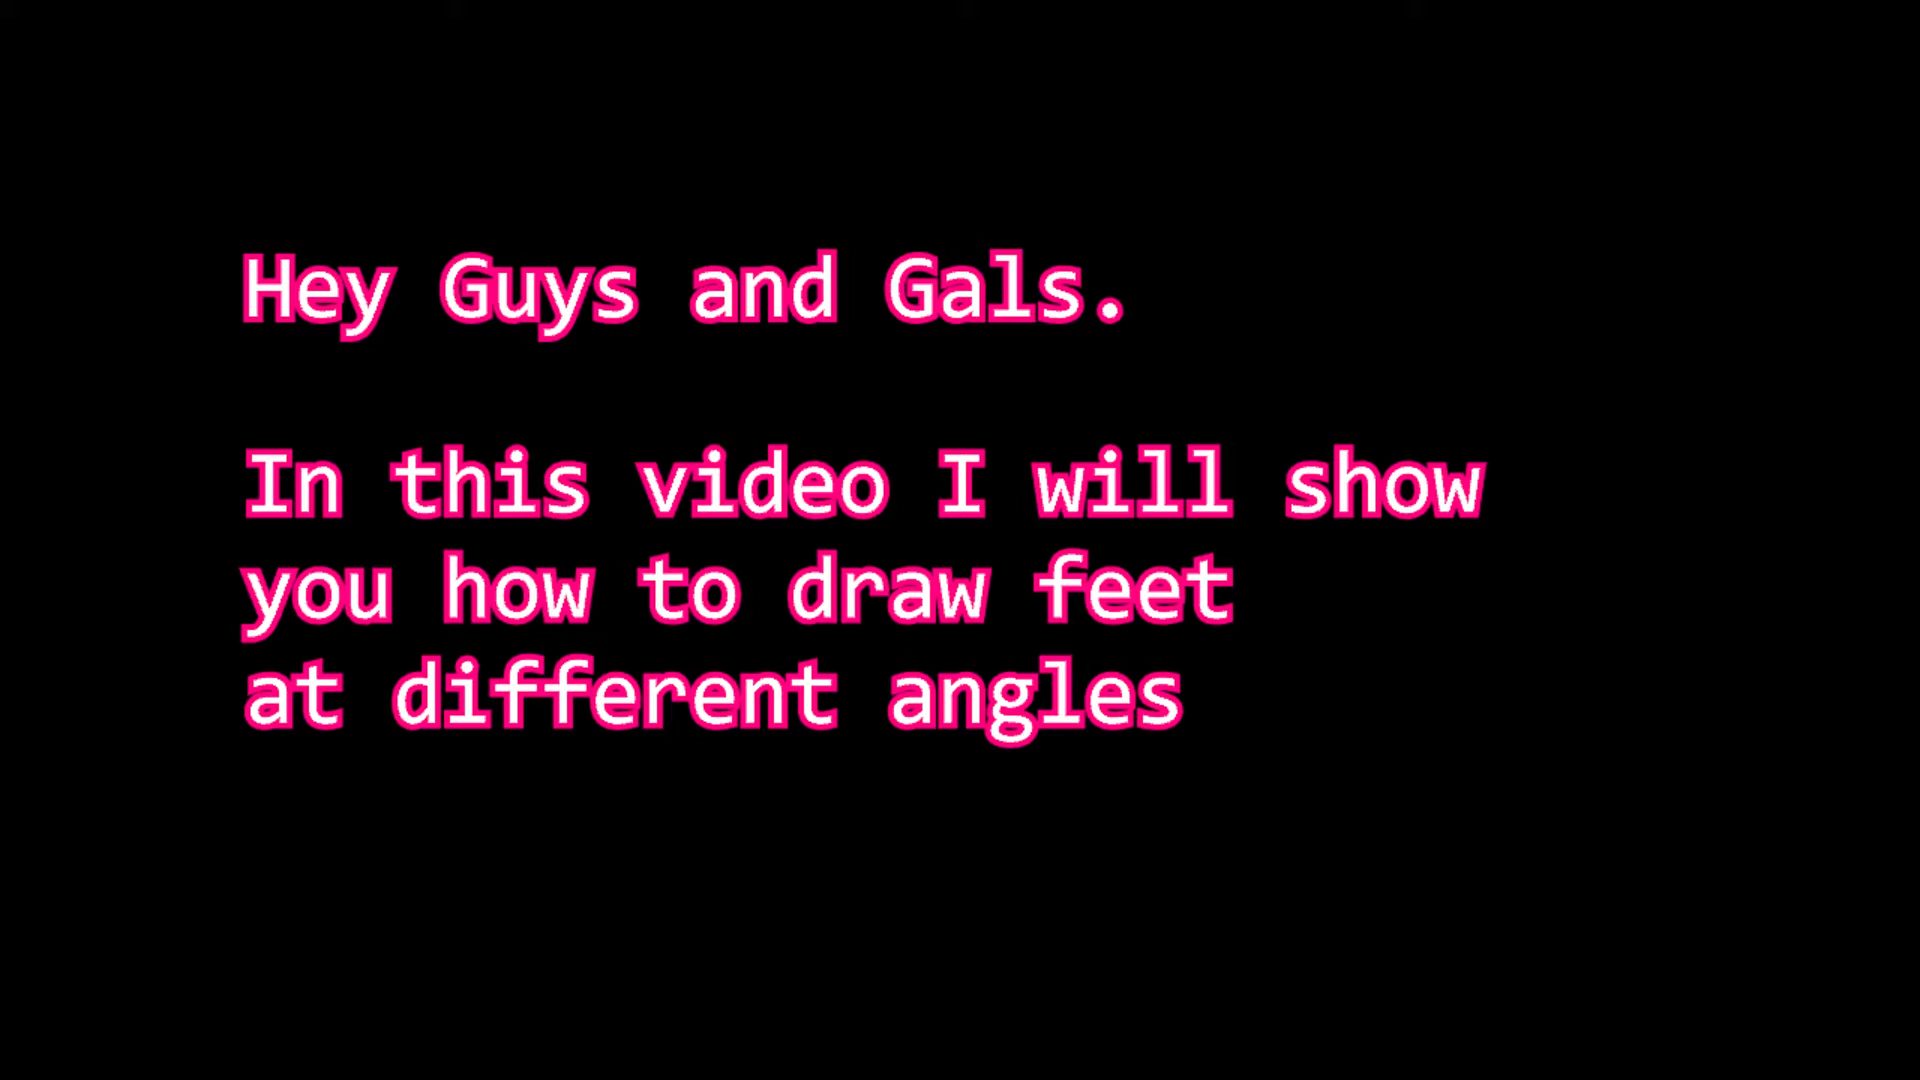 Hey Guys and Gals.
In this video I will show
you how to draw feet
at different angles